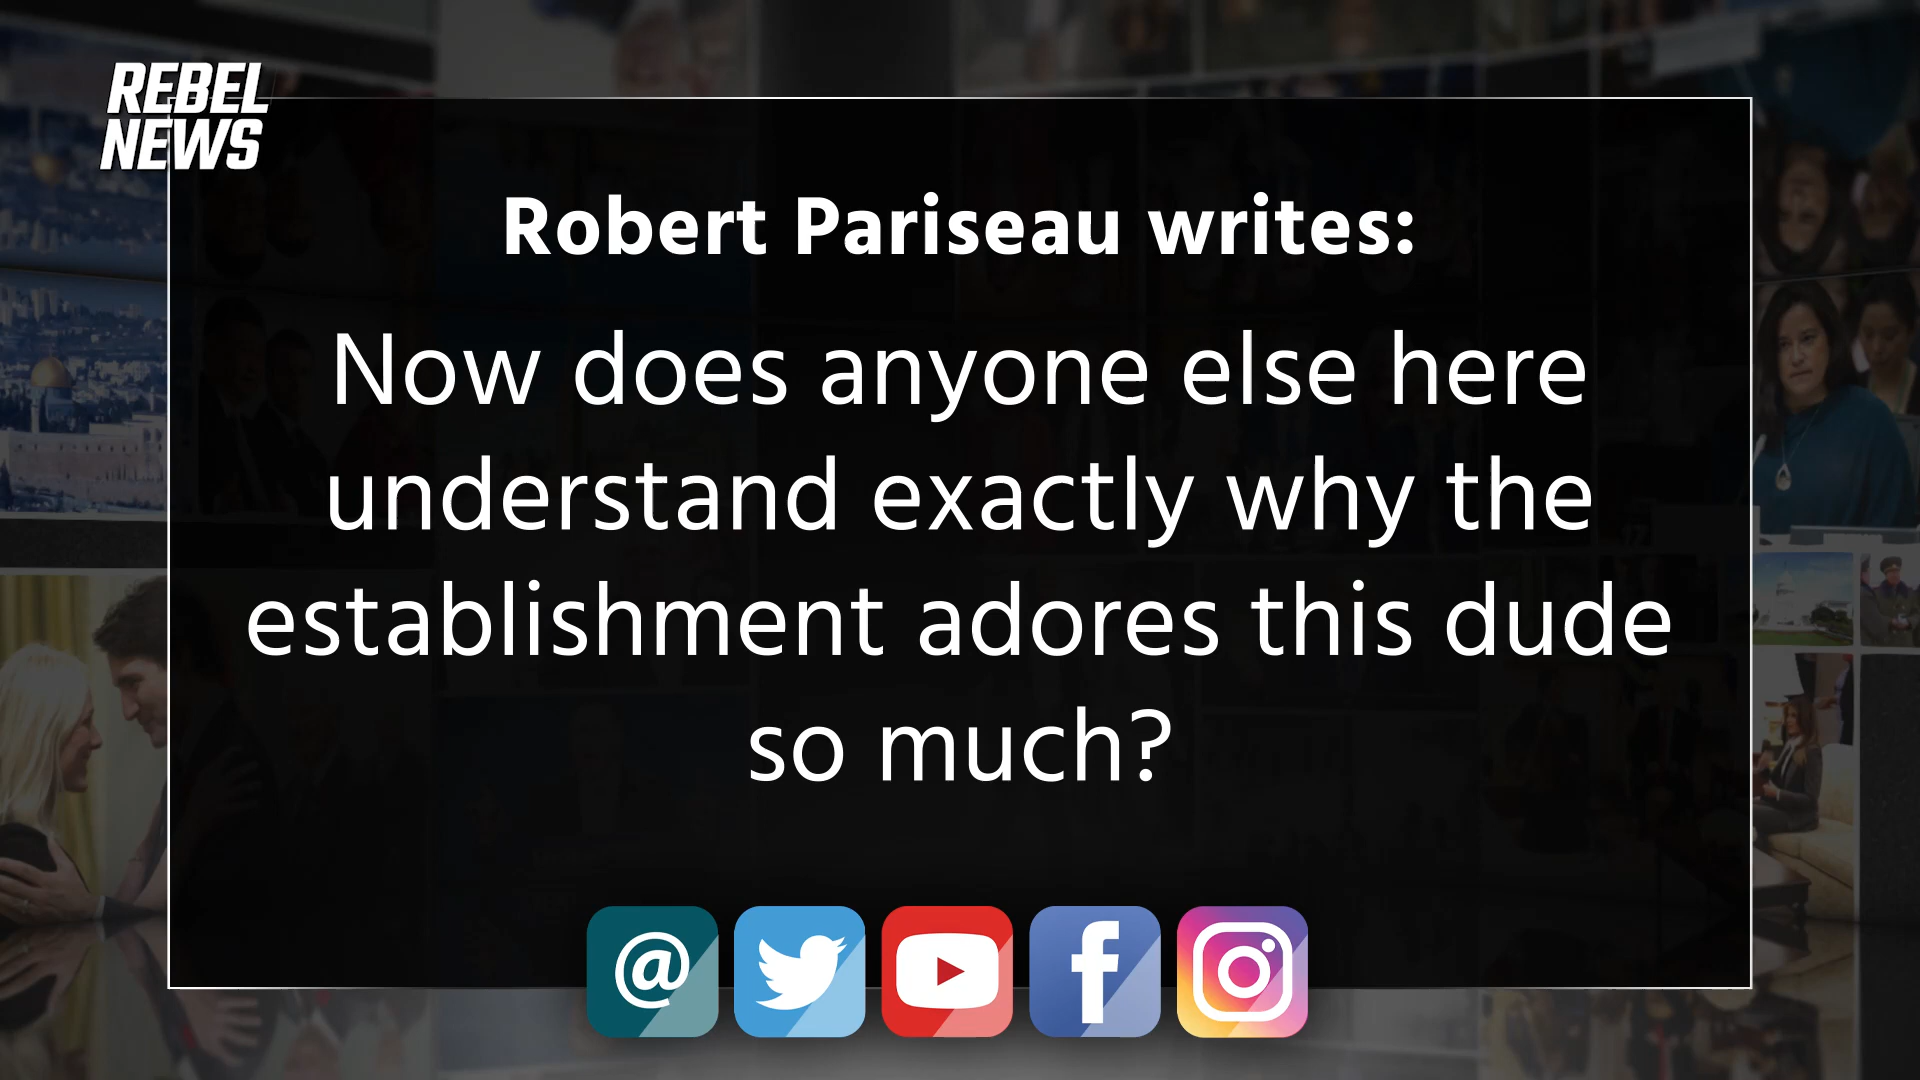 REBEL
NEWS
Robert Pariseau writes:
Now does anyone else here
understand exactly why the
establishment adores this dude
so much?
@
f